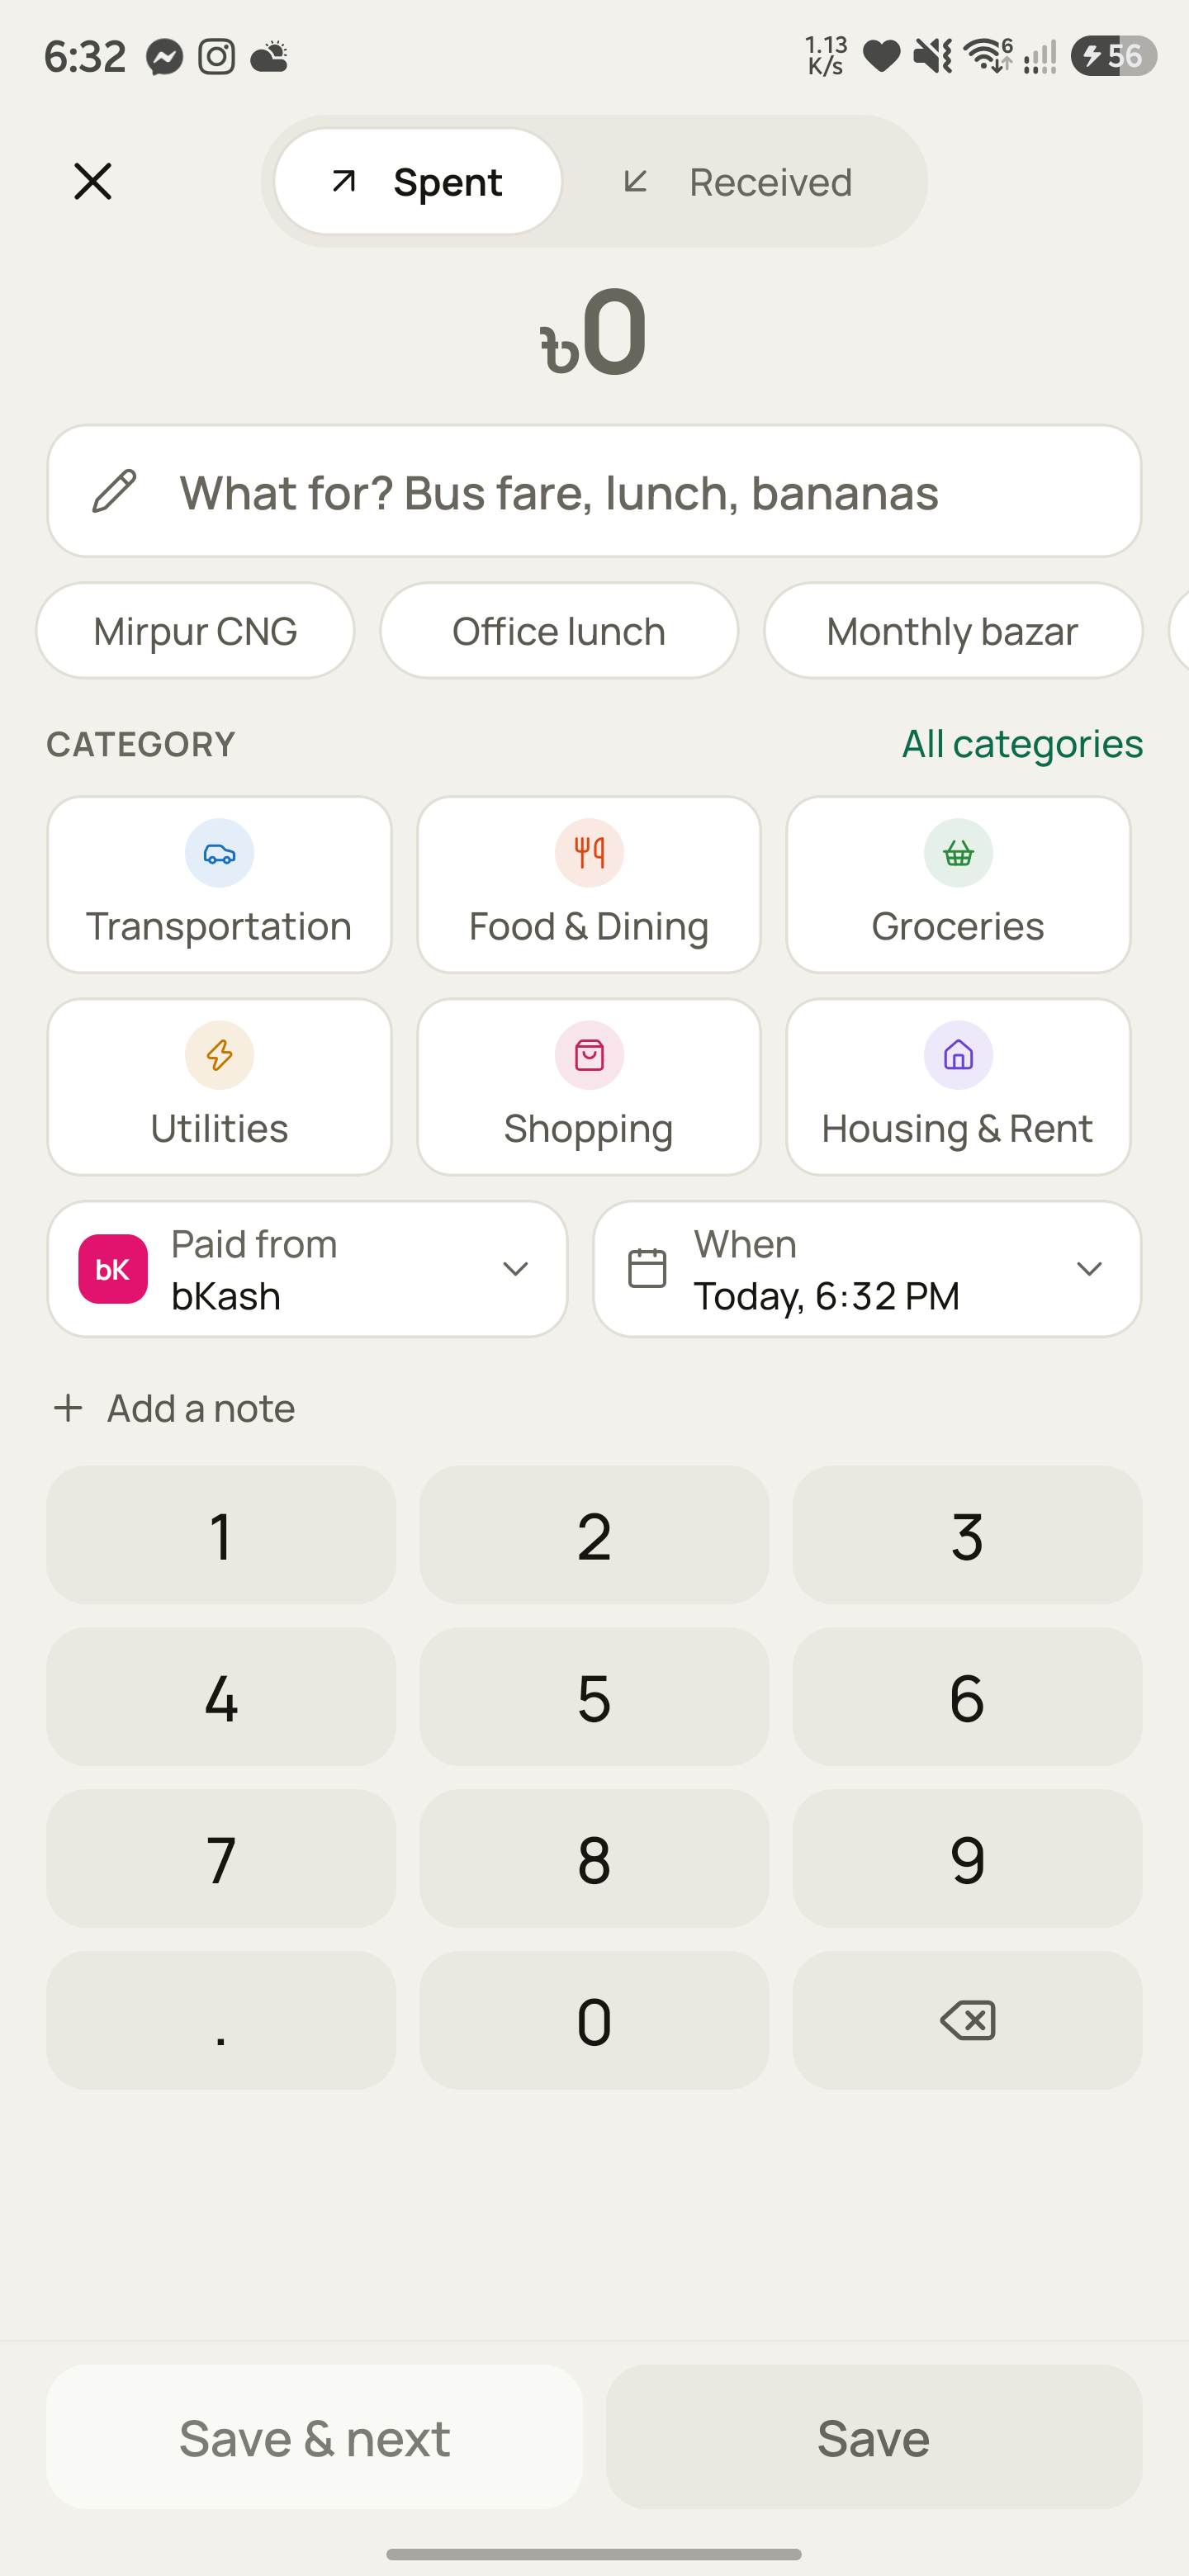 6:32
1.13 K/s
6
56
Spent
Received
৳0
What for? Bus fare, lunch, bananas
Mirpur CNG
Office lunch
Monthly bazar
CATEGORY
All categories
Transportation
Food & Dining
Groceries
Utilities
Shopping
Housing & Rent
bK
Paid from
bKash
When
Today, 6:32 PM
Add a note
1
2
3
4
5
6
7
8
9
.
0
Save & next
Save